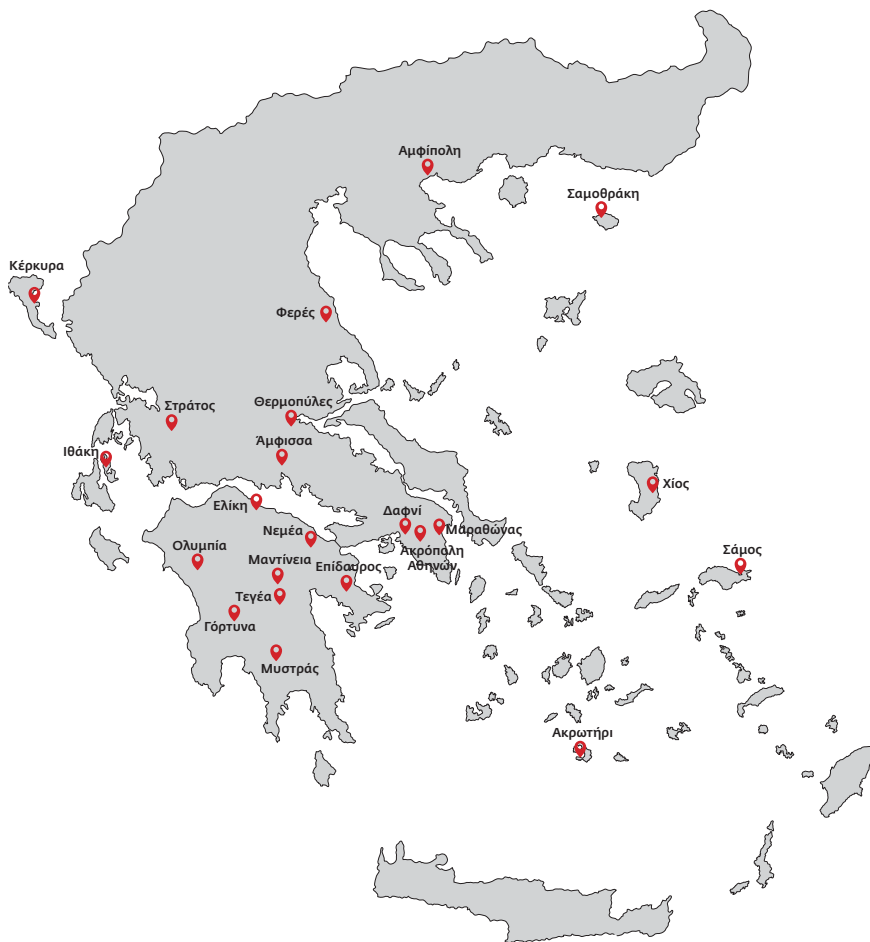 Αμφίπολη
Σαμοθράκη
Κέρκυρα
Φερές
Θερμοπύλες
Στράτος
Άμφισσα
Ιθάκη
Χίος
Ελίκη
Δαφνί
Νεμέα
Μαραθώνας
Ακρόπολη
Αθηνών
Ολυμπία
Σάμος
Μαντίνεια
Επίδαυρος
Τεγέα
Γόρτυνα
Μυστράς
Ακρωτήρι